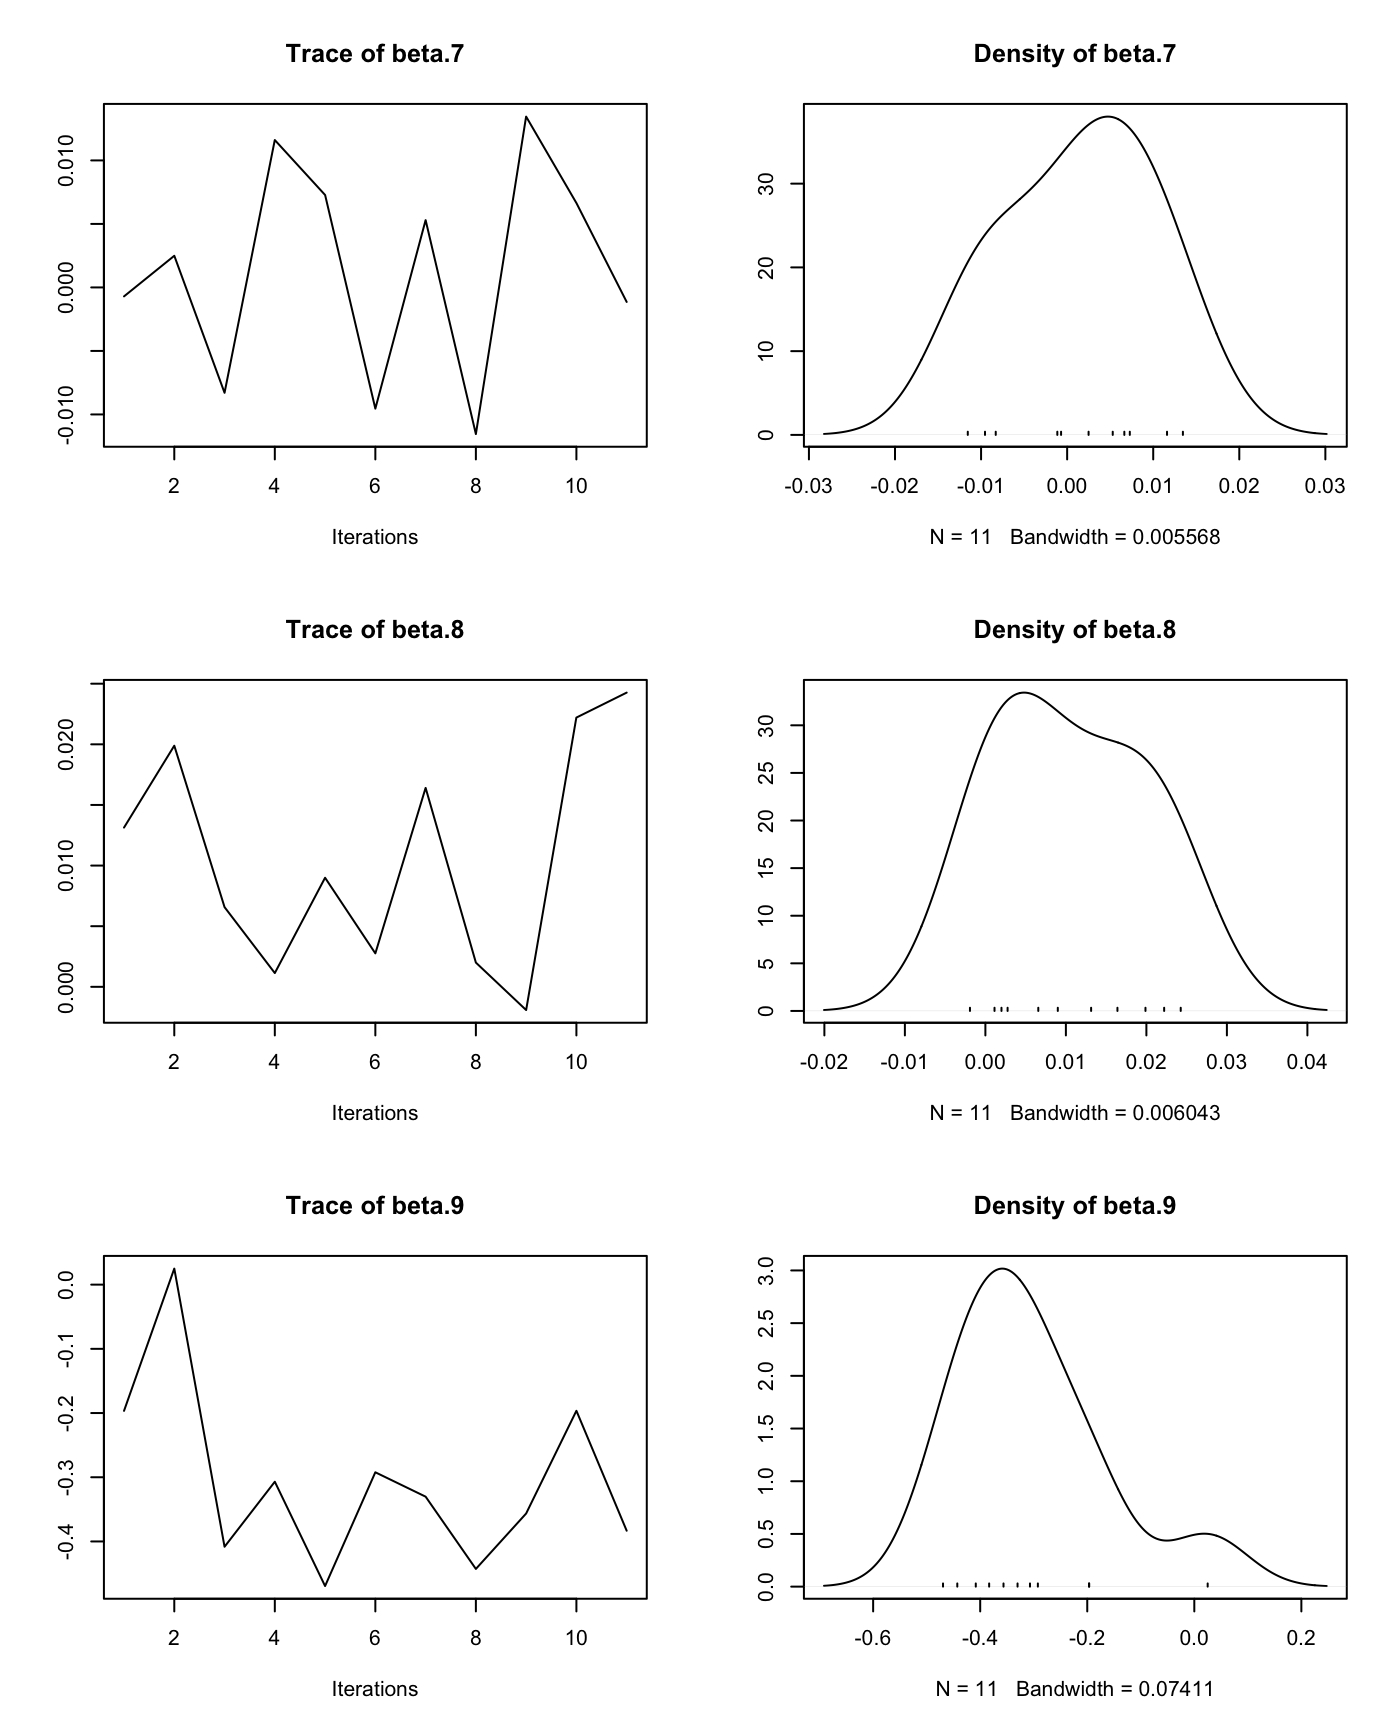 Trace of beta.7
0.010
0.000
-0.010
2 4 6 8 10
Iterations
Density of beta.7
30
20
10
0
-0.03 -0.02 -0.01 0.00 0.01 0.02 0.03
N = 11 Bandwidth = 0.005568
Trace of beta.8
0.020
0.010
0.000
2 4 6 8 10
Iterations
Density of beta.8
30
25
20
15
10
5
0
-0.02 -0.01 0.00 0.01 0.02 0.03 0.04
N = 11 Bandwidth = 0.006043
Trace of beta.9
0.0
-0.1
-0.2
-0.3
-0.4
2 4 6 8 10
Iterations
Density of beta.9
3.0
2.5
2.0
1.5
1.0
0.5
0.0
-0.6 -0.4 -0.2 0.0 0.2
N = 11 Bandwidth = 0.07411